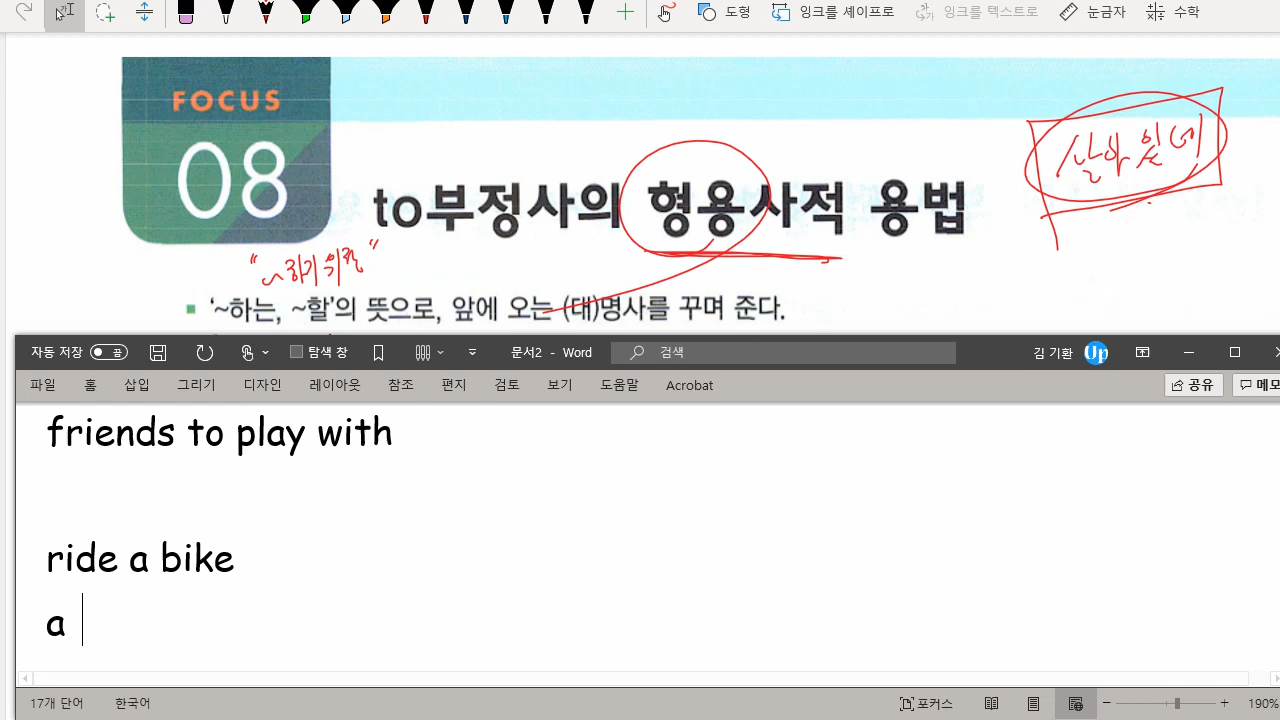 도형 잉크를 셰이프로 잉크를 텍스트로 눈금자 수학
FOCUS
08
to부정사의 형용사적 용법
살아 있네
"~하기 위한"
'~하는, ~할'의 뜻으로, 앞에 오는 (대)명사를 꾸며 준다.
자동 저장 끔 탐색 창 문서2 - Word 검색 김 기환 Up
파일 홈 삽입 그리기 디자인 레이아웃 참조 편지 검토 보기 도움말 Acrobat 공유 메모
friends to play with
ride a bike
a
17개 단어 한국어 포커스 190%